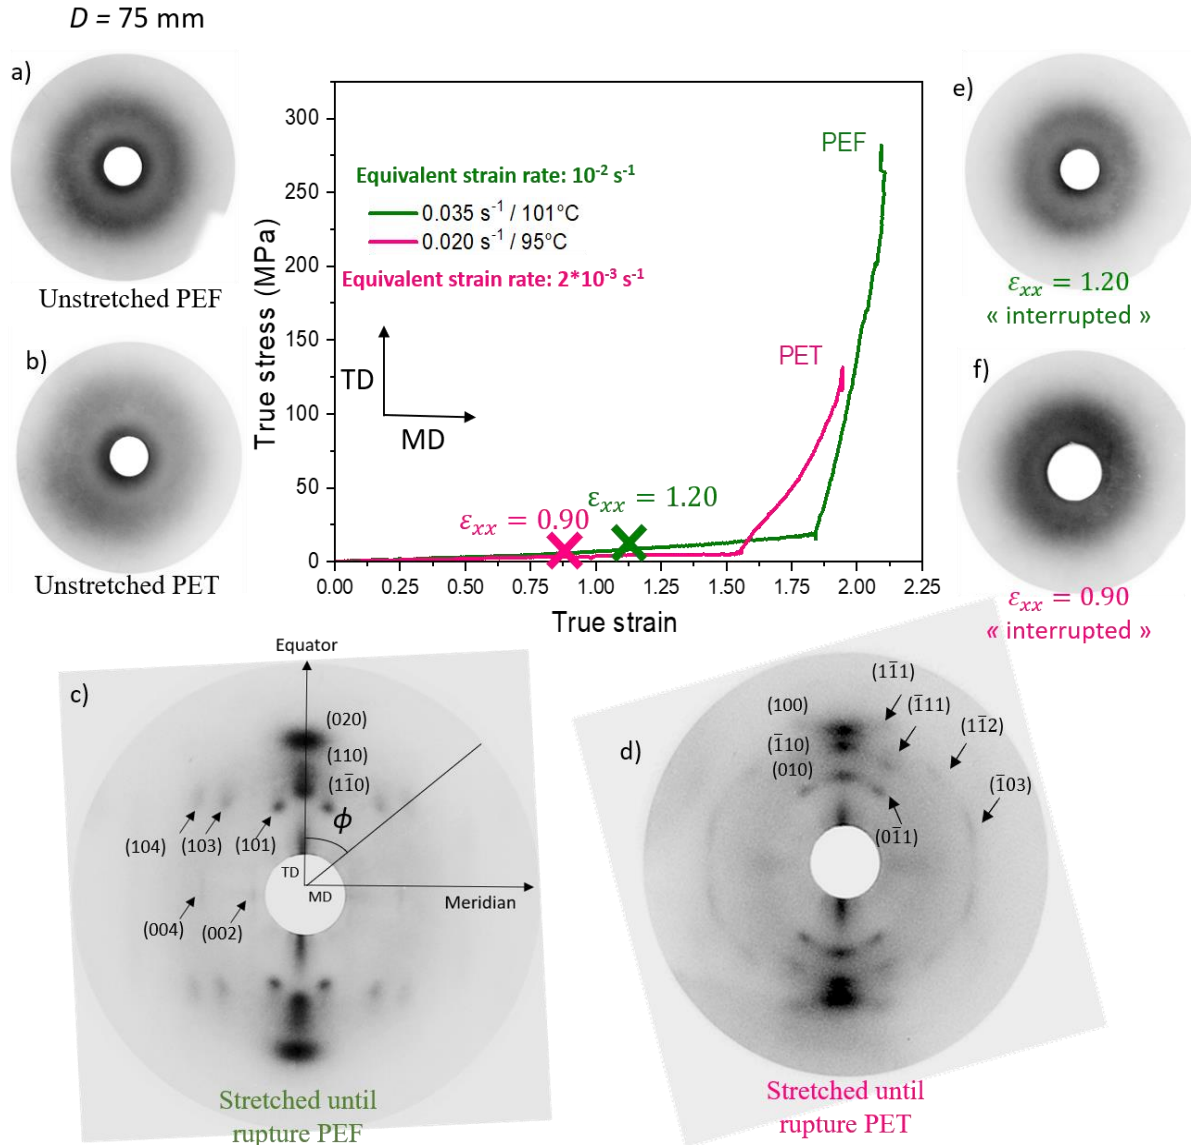 D = 75 mm
a)
Unstretched PEF
b)
Unstretched PET
True stress (MPa)
300
250
200
150
100
50
0
Equivalent strain rate: 10⁻² s⁻¹
0.035 s⁻¹ / 101°C
0.020 s⁻¹ / 95°C
Equivalent strain rate: 2*10⁻³ s⁻¹
PEF
PET
TD
MD
εₓₓ = 0.90
εₓₓ = 1.20
0.00 0.25 0.50 0.75 1.00 1.25 1.50 1.75 2.00 2.25
True strain
e)
εₓₓ = 1.20
« interrupted »
f)
εₓₓ = 0.90
« interrupted »
c)
Equator
(020)
(110)
(11̄0)
ϕ
(104)
(103)
(101)
TD
MD
Meridian
(004)
(002)
Stretched until
rupture PEF
d)
(100)
(1̄10)
(010)
(11̄1)
(1̄11)
(11̄2)
(1̄03)
(01̄1)
Stretched until
rupture PET